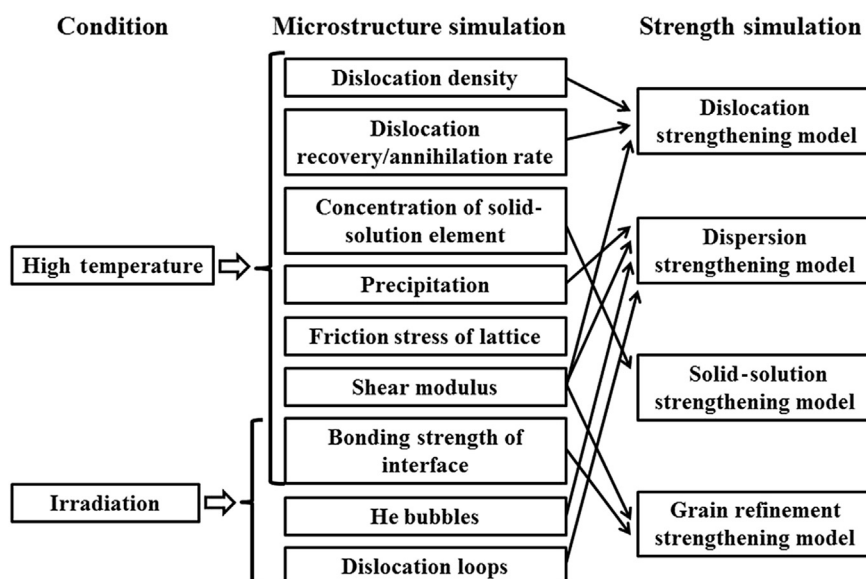 Condition
Microstructure simulation
Strength simulation
High temperature
Irradiation
Dislocation density
Dislocation
recovery/annihilation rate
Concentration of solid-
solution element
Precipitation
Friction stress of lattice
Shear modulus
Bonding strength of
interface
He bubbles
Dislocation loops
Dislocation
strengthening model
Dispersion
strengthening model
Solid-solution
strengthening model
Grain refinement
strengthening model